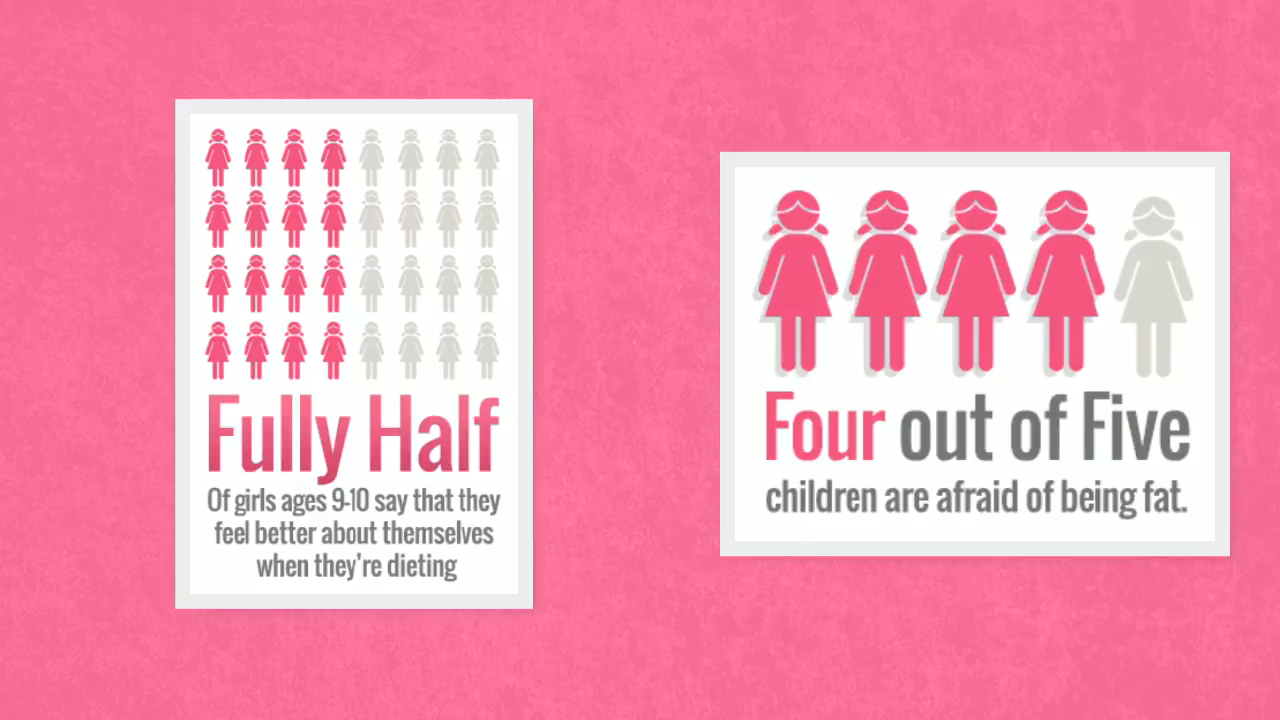 Fully Half
Of girls ages 9-10 say that they
feel better about themselves
when they're dieting
Four out of Five
children are afraid of being fat.